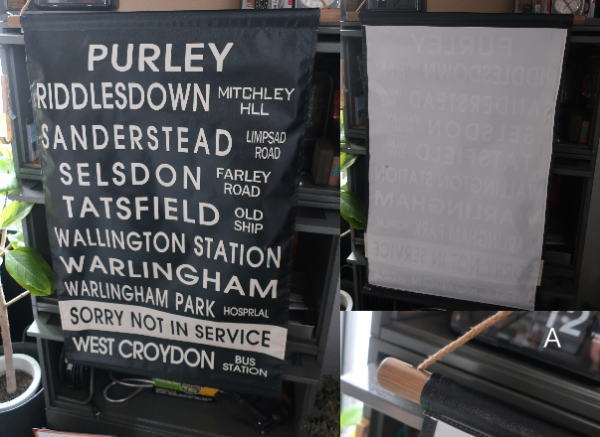 PURLEY
RIDDLESDOWN MITCHLEY HLL
SANDERSTEAD LIMPSAD ROAD
SELSDON FARLEY ROAD
TATSFIELD OLD SHIP
WALLINGTON STATION
WARLINGHAM
WARLINGHAM PARK HOSPRLAL
SORRY NOT IN SERVICE
WEST CROYDON BUS STATION
A